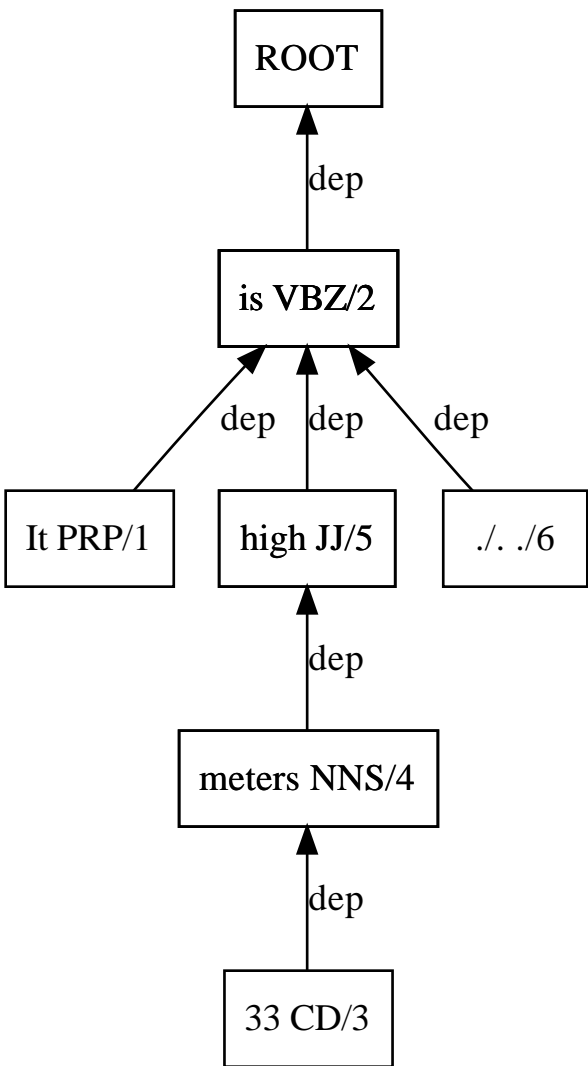 ROOT
dep
is VBZ/2
dep dep dep
It PRP/1 high JJ/5 ./. ./6
dep
meters NNS/4
dep
33 CD/3